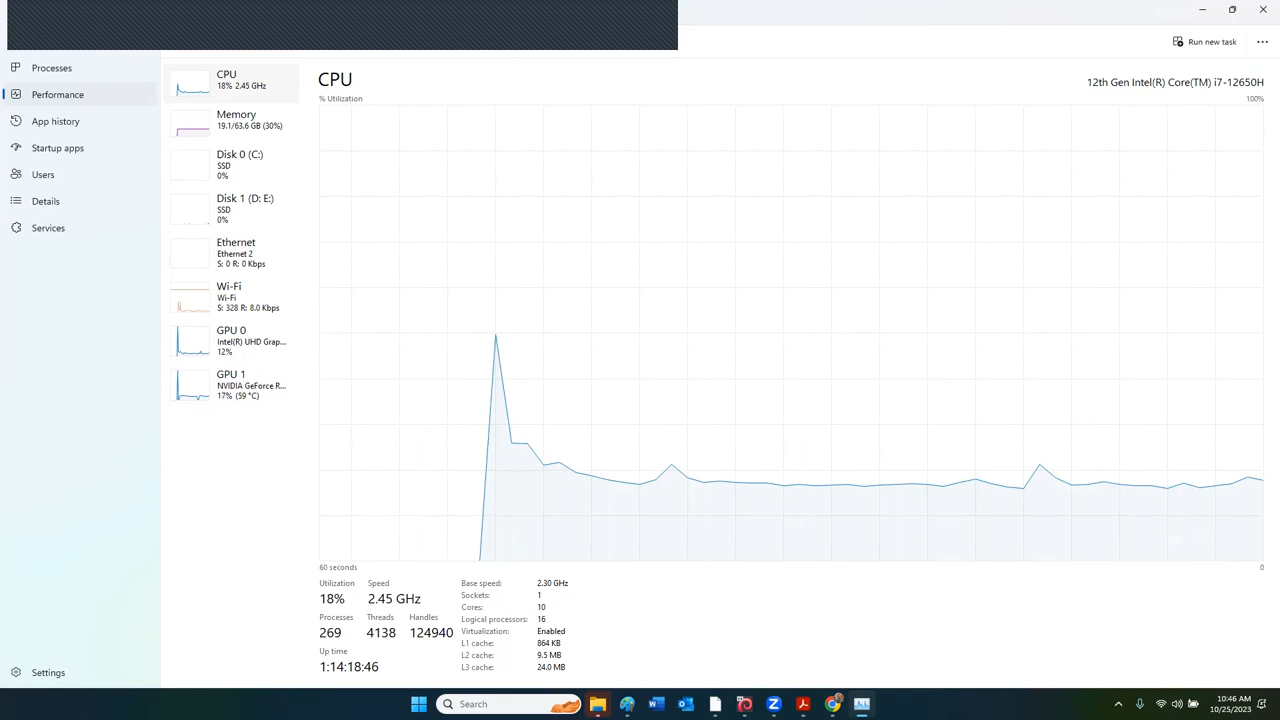 Run new task
Processes
Performance
App history
Startup apps
Users
Details
Services
Settings
CPU
18% 2.45 GHz
Memory
19.1/63.6 GB (30%)
Disk 0 (C:)
SSD
0%
Disk 1 (D: E:)
SSD
0%
Ethernet
Ethernet 2
S: 0 R: 0 Kbps
Wi-Fi
Wi-Fi
S: 328 R: 8.0 Kbps
GPU 0
Intel(R) UHD Grap...
12%
GPU 1
NVIDIA GeForce R...
17% (59 °C)
CPU
12th Gen Intel(R) Core(TM) i7-12650H
% Utilization
100%
60 seconds
0
Utilization
Speed
18%
2.45 GHz
Processes
Threads
Handles
269
4138
124940
Up time
1:14:18:46
Base speed: 2.30 GHz
Sockets: 1
Cores: 10
Logical processors: 16
Virtualization: Enabled
L1 cache: 864 KB
L2 cache: 9.5 MB
L3 cache: 24.0 MB
Search
10:46 AM
10/25/2023